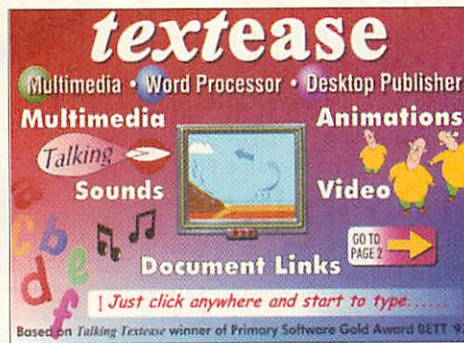 textease
Multimedia • Word Processor • Desktop Publisher
Multimedia
Animations
Talking
Sounds
Video
a
b
c
e
d
f
GO TO
PAGE 2
Document Links
Just click anywhere and start to type......
Based on Talking Textease winner of Primary Software Gold Award BETT 9